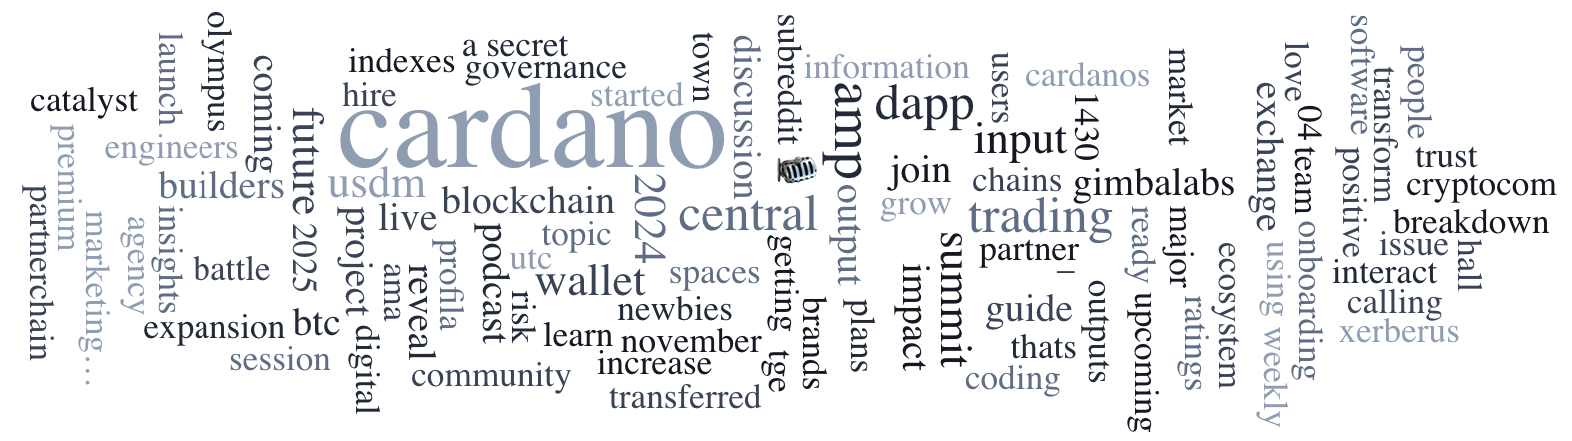 catalyst
premium
partnerchain
marketing...
agency
launch
olympus
coming
engineers
builders
insights
battle
expansion
btc
session
future
2025
indexes
a secret
governance
hire
started
cardano
usdm
live
blockchain
2024
project
digital
ama
reveal
profila
podcast
utc
topic
risk
wallet
spaces
newbies
learn
november
increase
community
transferred
town
discussion
subreddit
information
central
getting
tge
brands
amp
output
plans
dapp
users
cardanos
input
1430
join
chains
gimbalabs
grow
trading
summit
impact
partner
_
guide
thats
coding
outputs
market
ready
major
upcoming
ratings
ecosystem
love
exchange
04
team
onboarding
using
weekly
software
people
transform
positive
trust
cryptocom
breakdown
issue
hall
interact
calling
xerberus